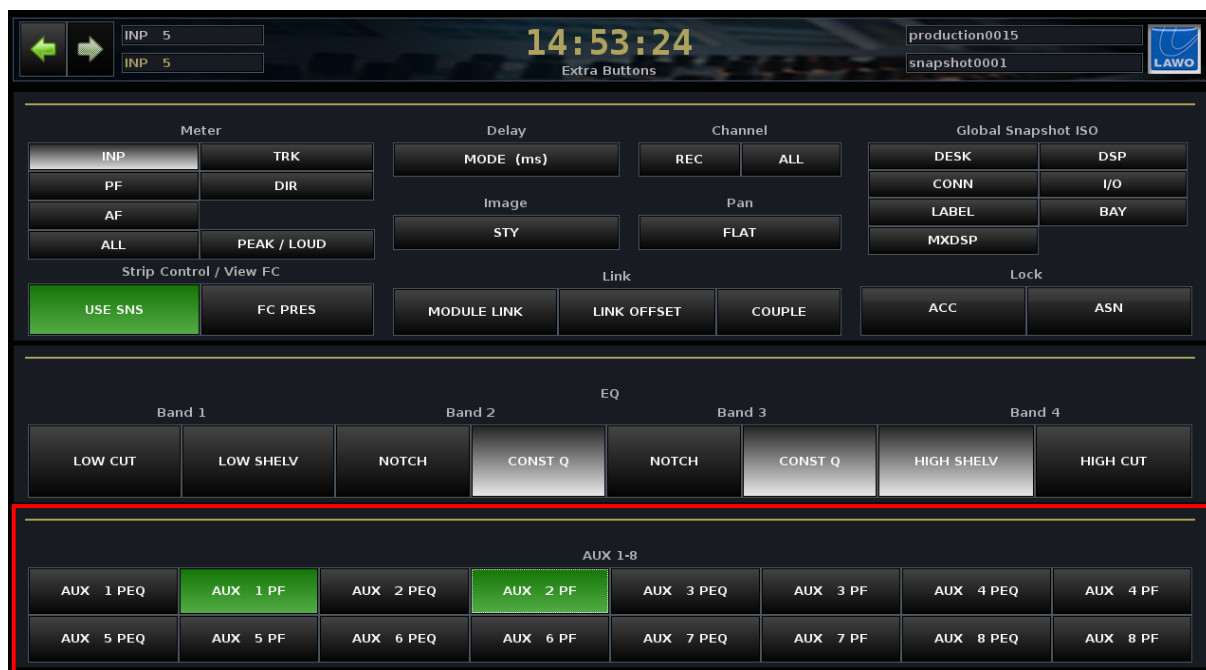 INP 5
INP 5
14:53:24
Extra Buttons
production0015
snapshot0001
LAWO
Meter
INP TRK
PF DIR
AF
ALL PEAK / LOUD
Strip Control / View FC
USE SNS FC PRES
Delay
MODE (ms)
Image
STY
Channel
REC ALL
Pan
FLAT
Link
MODULE LINK LINK OFFSET COUPLE
Global Snapshot ISO
DESK DSP
CONN I/O
LABEL BAY
MXDSP
Lock
ACC ASN
EQ
Band 1 Band 2 Band 3 Band 4
LOW CUT LOW SHELV NOTCH CONST Q NOTCH CONST Q HIGH SHELV HIGH CUT
AUX 1-8
AUX 1 PEQ AUX 1 PF AUX 2 PEQ AUX 2 PF AUX 3 PEQ AUX 3 PF AUX 4 PEQ AUX 4 PF
AUX 5 PEQ AUX 5 PF AUX 6 PEQ AUX 6 PF AUX 7 PEQ AUX 7 PF AUX 8 PEQ AUX 8 PF